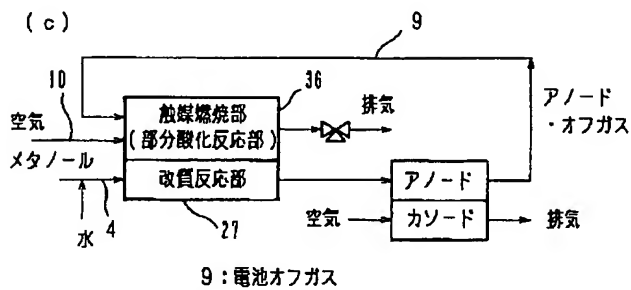 (c)
9
10
36
空気
触媒燃焼部
(部分酸化反応部)
排気
アノード
・オフガス
メタノール
改質反応部
アノード
水
4
27
空気
カソード
排気
9:電池オフガス